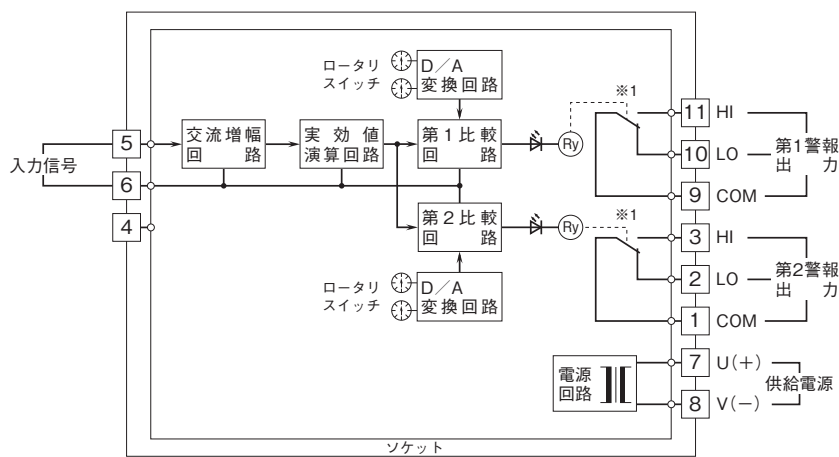 ロータリ
スイッチ
D／A
変換回路
※1
5
交流増幅
回路
実効値
演算回路
第1比較
回路
Ry
11 HI
10 LO
9 COM
第1警報
出力
入力信号
6
4
第2比較
回路
Ry
※1
3 HI
2 LO
1 COM
第2警報
出力
ロータリ
スイッチ
D／A
変換回路
電源
回路
7 U(＋)
8 V(－)
供給電源
ソケット